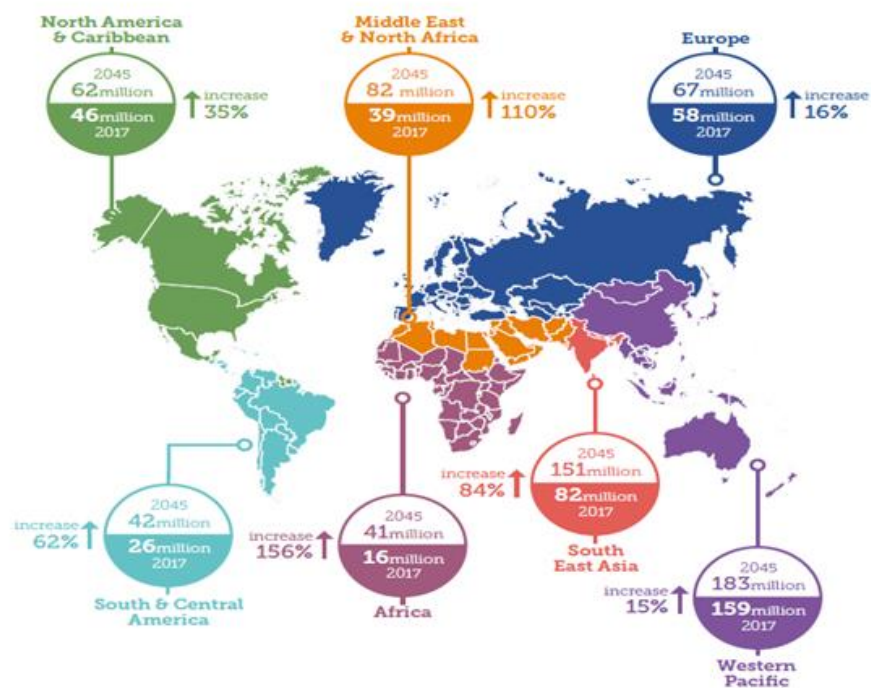 North America
& Caribbean
2045
62million
46million
2017
increase
35%
Middle East
& North Africa
2045
82 million
39million
2017
increase
110%
Europe
2045
67million
58million
2017
increase
16%
2045
42million
26million
2017
increase
62%
South & Central
America
2045
41million
16million
2017
increase
156%
Africa
2045
151million
82million
2017
increase
84%
South
East Asia
2045
183million
159million
2017
increase
15%
Western
Pacific